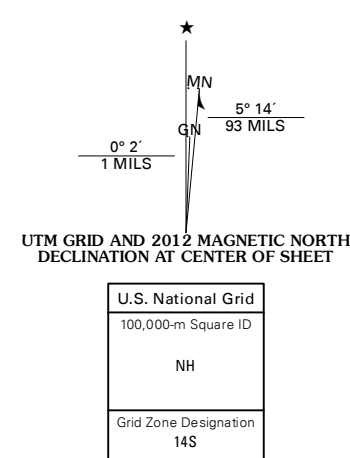 ★
MN
5° 14´
GN
93 MILS
0° 2´
1 MILS
UTM GRID AND 2012 MAGNETIC NORTH
DECLINATION AT CENTER OF SHEET
U.S. National Grid
100,000-m Square ID
NH
Grid Zone Designation
14S